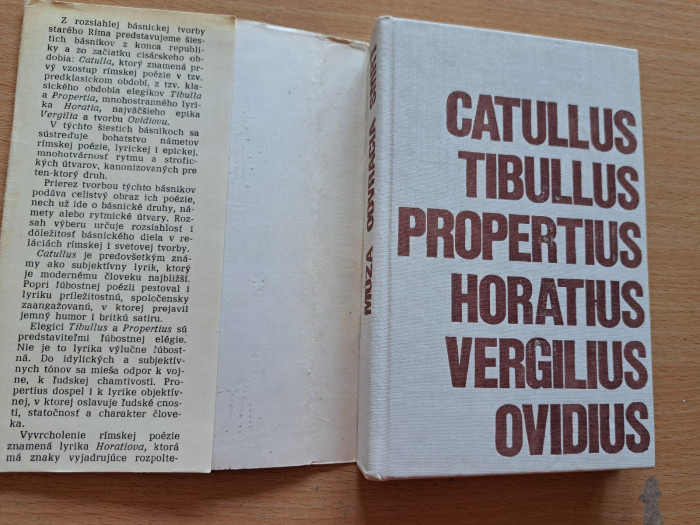 Z rozsiahlej básnickej tvorby
starého Ríma predstavujeme šies-
tich básnikov z konca republi-
ky a zo začiatku cisárskeho ob-
dobia: Catulla, ktorý znamená pr-
vý vzostup rímskej poézie v tzv.
predklasickom období, z tzv. kla-
sického obdobia elegikov Tibulla
a Propertia, mnohostranného lyri-
ka Horatia, najväčšieho epika
Vergilia a tvorbu Ovidiovu.
V týchto šiestich básnikoch sa
sústreďuje bohatstvo námetov
rímskej poézie, lyrickej i epickej,
mnohotvárnosť rytmu a strofic-
kých útvarov, kanonizovaných pre
ten-ktorý druh.
Prierez tvorbou týchto básnikov
podáva celistvý obraz ich poézie,
nech už ide o básnické druhy, ná-
mety alebo rytmické útvary. Roz-
sah výberu určuje rozsiahlosť i
dôležitosť básnického diela v re-
láciách rímskej i svetovej tvorby.
Catullus je predovšetkým zná-
my ako subjektívny lyrik, ktorý
je modernému človeku najbližší.
Popri ľúbostnej poézii pestoval i
lyriku príležitostnú, spoločensky
zaangažovanú, v ktorej prejavil
jemný humor i britkú satiru.
Elegici Tibullus a Propertius sú
predstaviteľmi ľúbostnej elégie.
Nie je to lyrika výlučne ľúbost-
ná. Do idylických a subjektív-
nych tónov sa mieša odpor k voj-
ne, k ľudskej chamtivosti. Pro-
pertius dospel i k lyrike objektív-
nej, v ktorej oslavuje ľudské cnos-
ti, statočnosť a charakter člove-
ka.
Vyvrcholenie rímskej poézie
znamená lyrika Horatiova, ktorá
má znaky vyjadrujúce rozpolte-
MÚZA ODVRACIA SMRŤ
CATULLUS
TIBULLUS
PROPERTIUS
HORATIUS
VERGILIUS
OVIDIUS